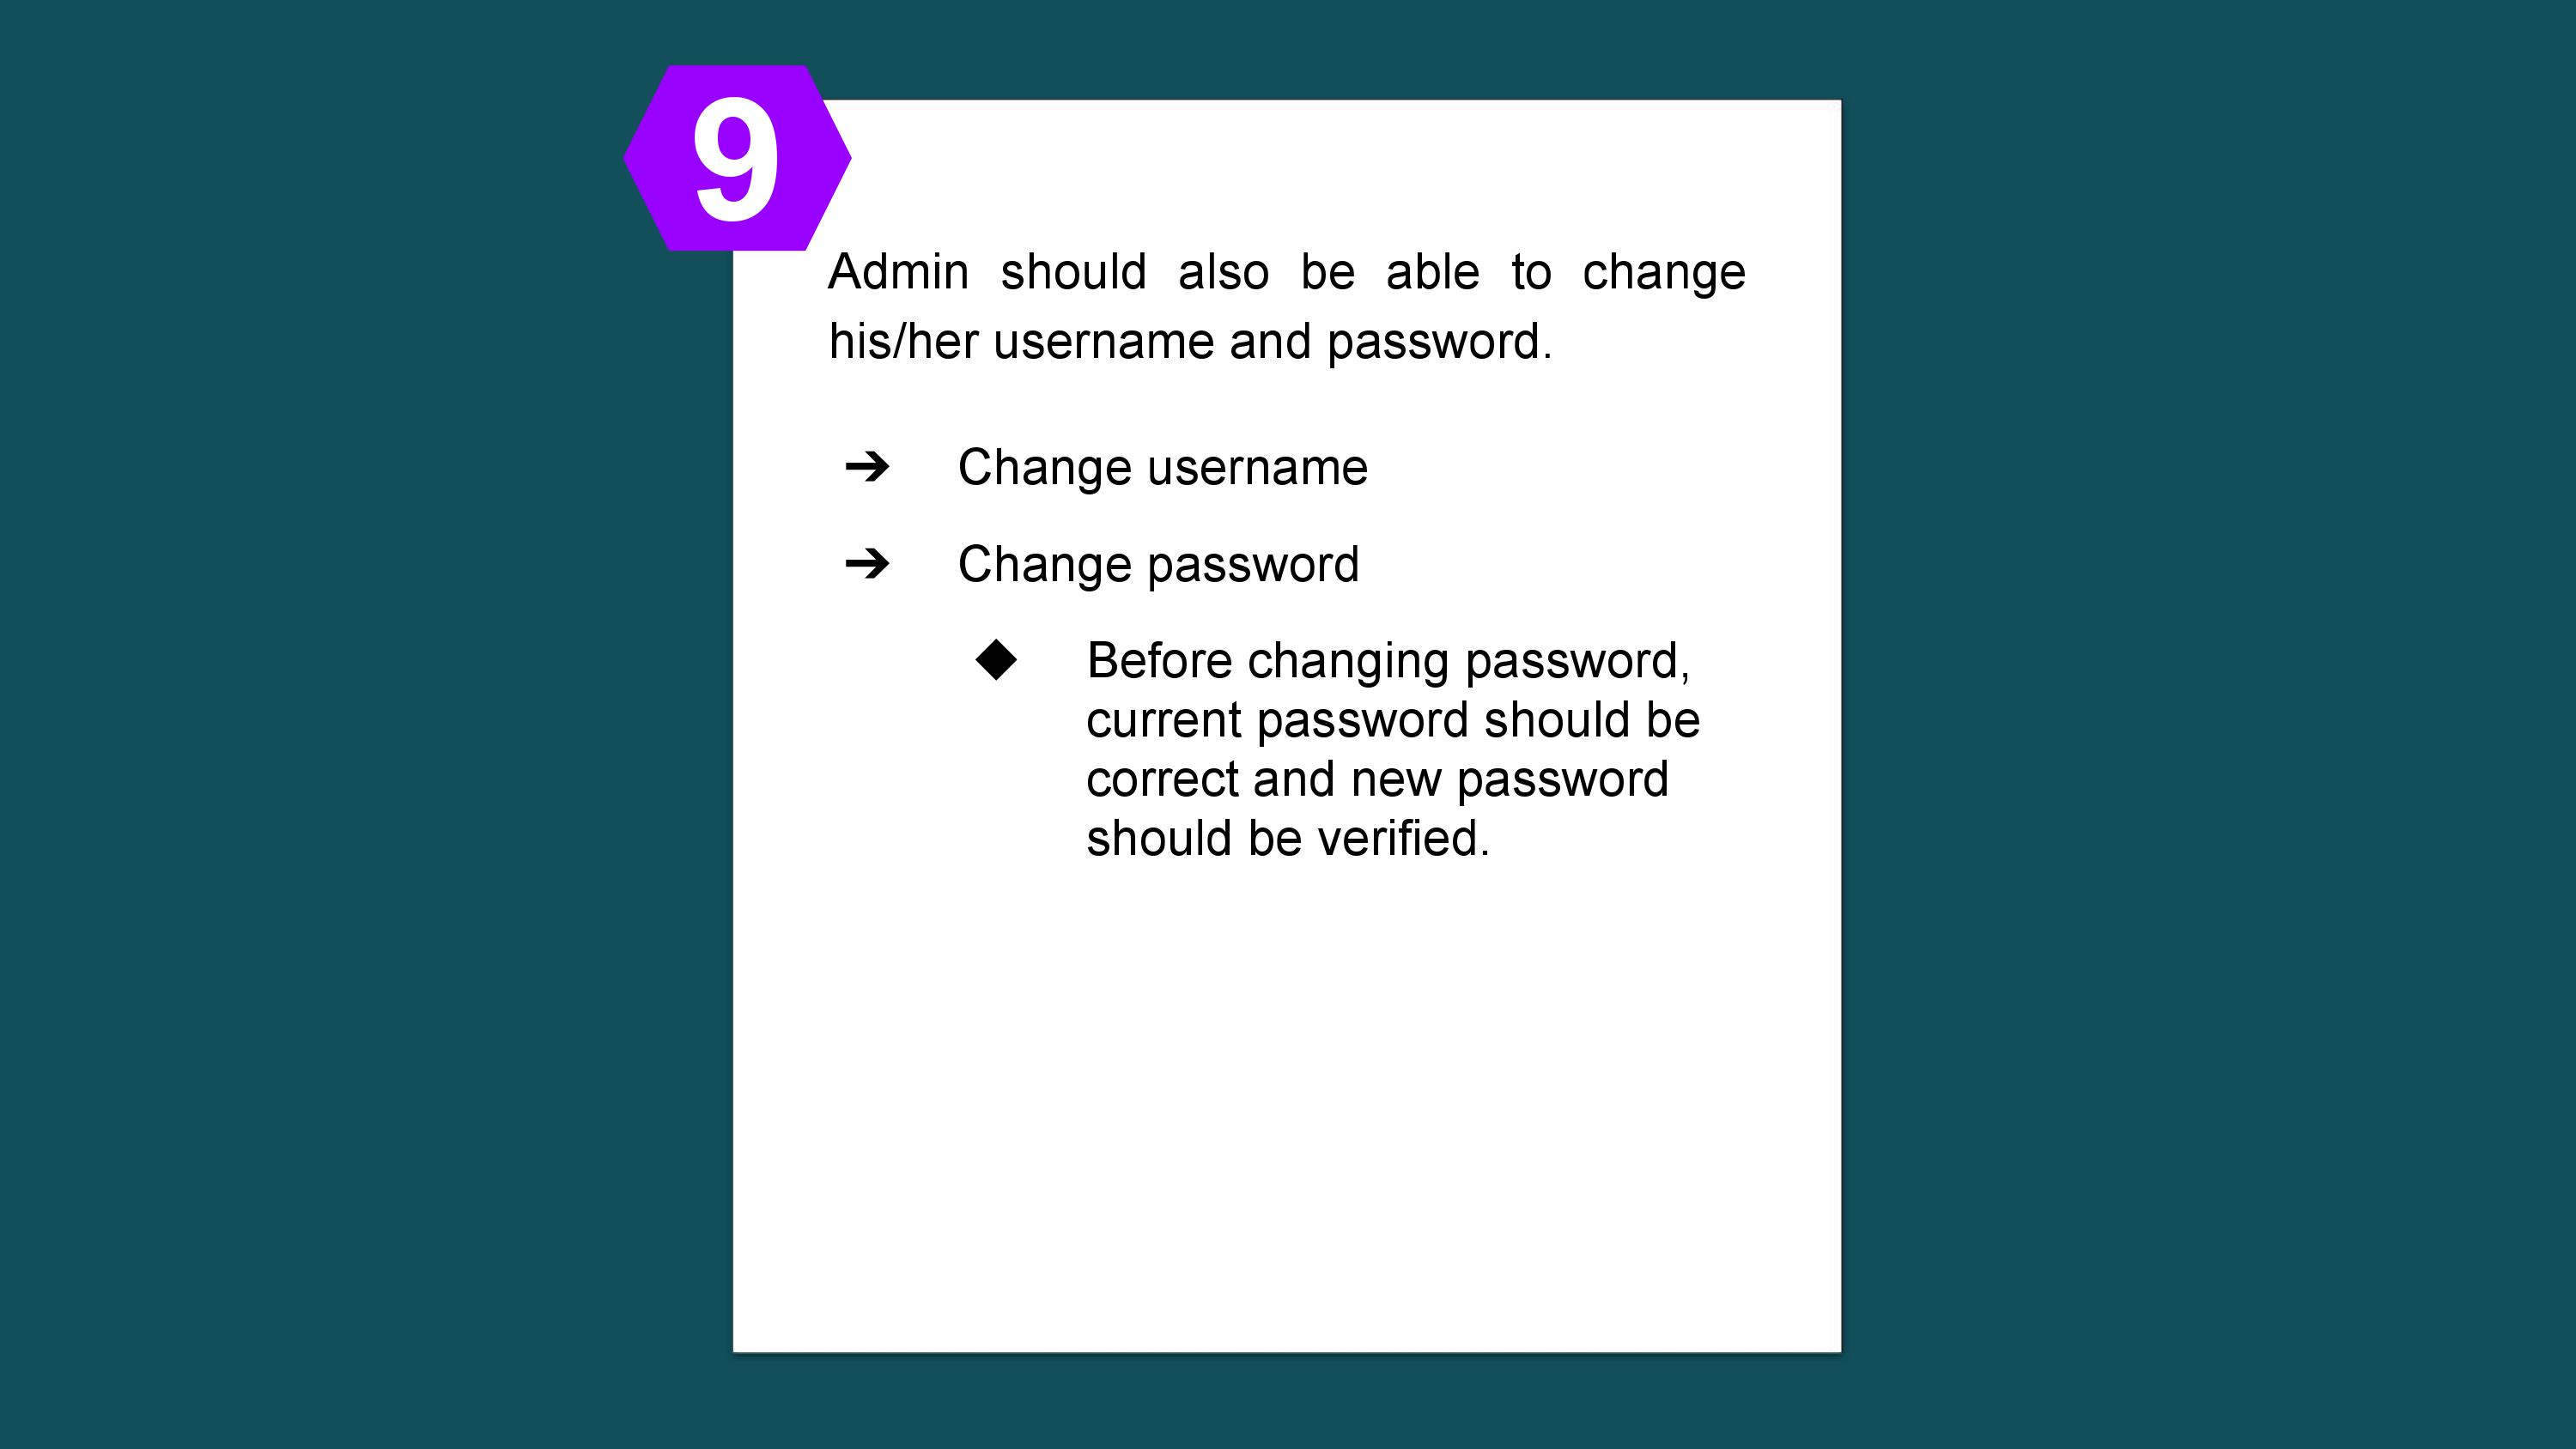 9
Admin should also be able to change
his/her username and password.
➔ Change username
➔ Change password
◆ Before changing password,
current password should be
correct and new password
should be verified.